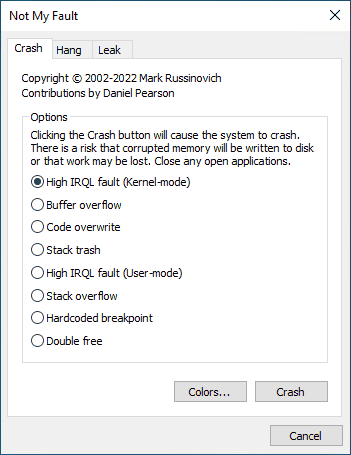 Not My Fault
Crash Hang Leak
Copyright © 2002-2022 Mark Russinovich
Contributions by Daniel Pearson
Options
Clicking the Crash button will cause the system to crash.
There is a risk that corrupted memory will be written to disk
or that work may be lost. Close any open applications.
High IRQL fault (Kernel-mode)
Buffer overflow
Code overwrite
Stack trash
High IRQL fault (User-mode)
Stack overflow
Hardcoded breakpoint
Double free
Colors... Crash
Cancel